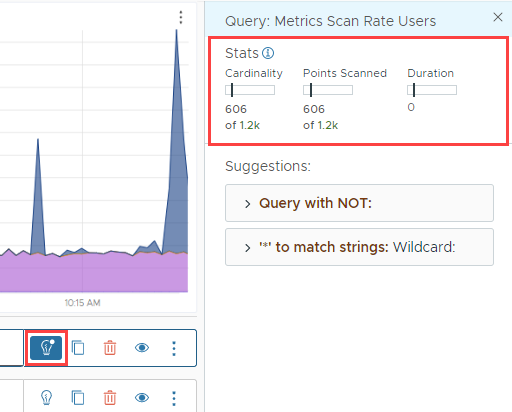 Query: Metrics Scan Rate Users
Stats
Cardinality Points Scanned Duration
606 606 0
of 1.2k of 1.2k
Suggestions:
Query with NOT:
'*' to match strings: Wildcard:
10:15 AM